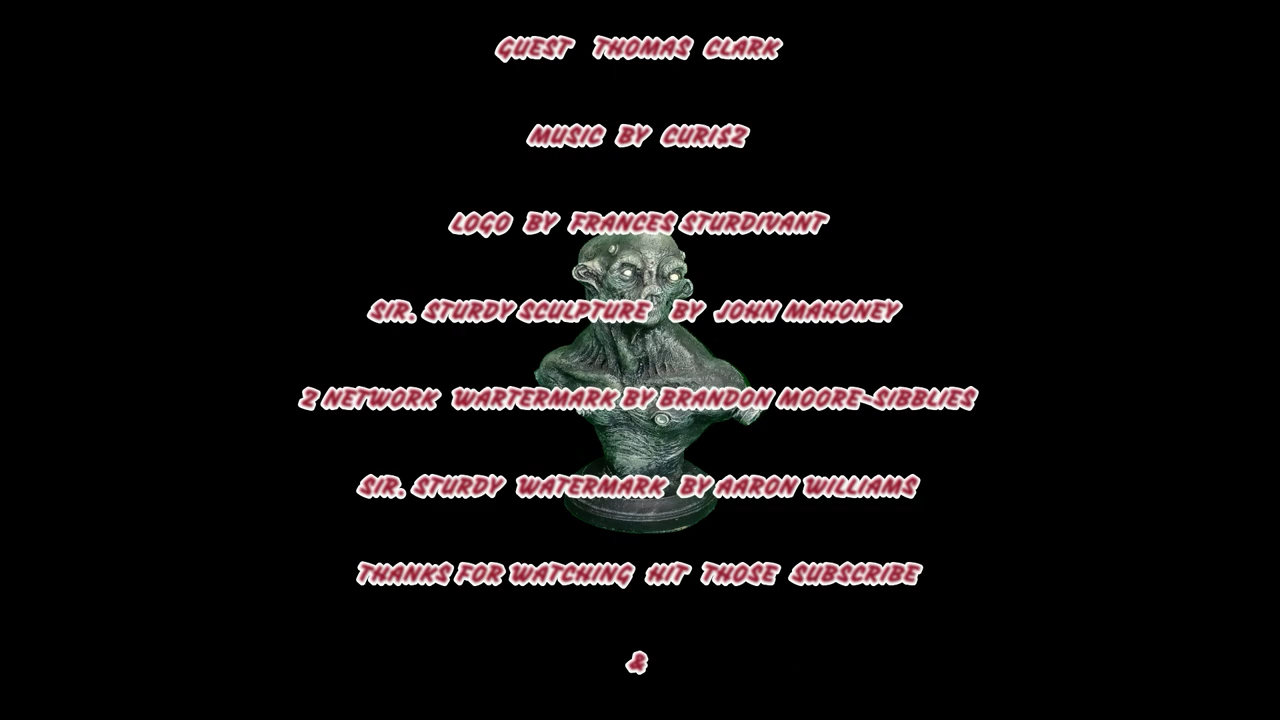 GUEST THOMAS CLARK
MUSIC BY CURI$Z
LOGO BY FRANCES STURDIVANT
SIR. STURDY SCULPTURE BY JOHN MAHONEY
Z NETWORK WARTERMARK BY BRANDON MOORE-SIBBLIES
SIR. STURDY WATERMARK BY AARON WILLIAMS
THANKS FOR WATCHING HIT THOSE SUBSCRIBE
&